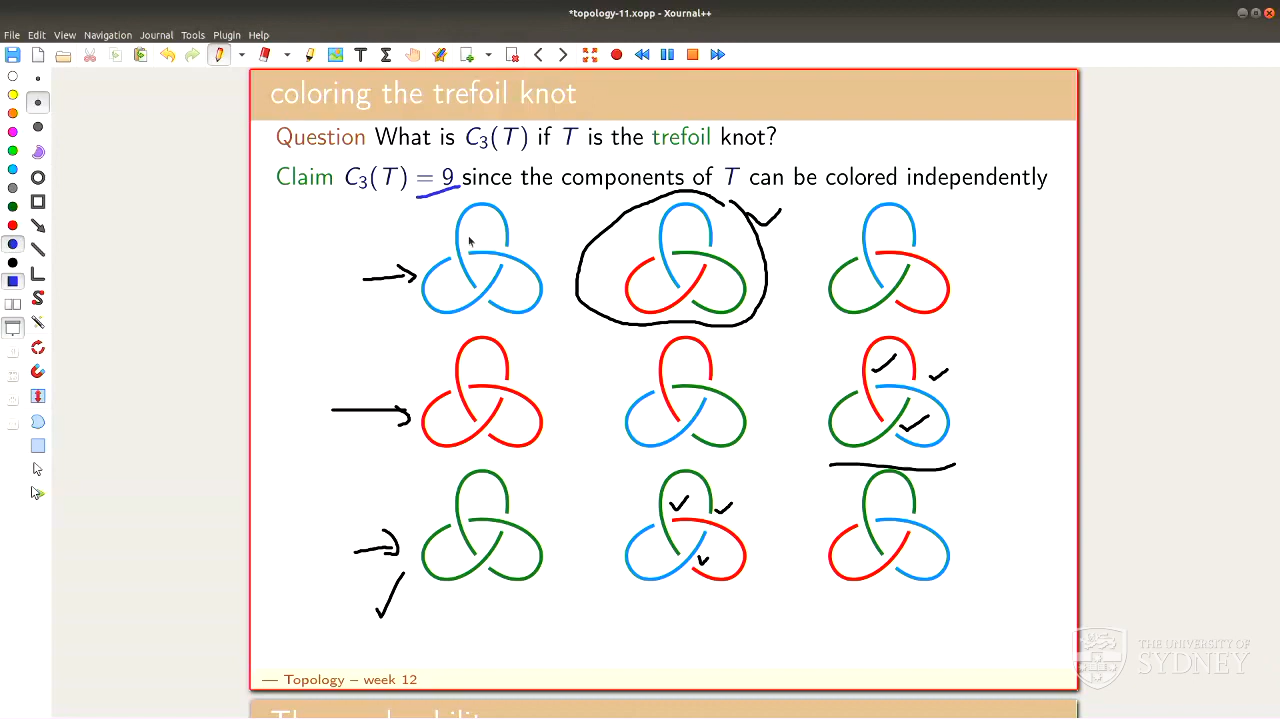 *topology-11.xopp - Xournal++
File Edit View Navigation Journal Tools Plugin Help
coloring the trefoil knot
Question What is C₃(T) if T is the trefoil knot?
Claim C₃(T) = 9 since the components of T can be colored independently
THE UNIVERSITY OF
SYDNEY
— Topology – week 12